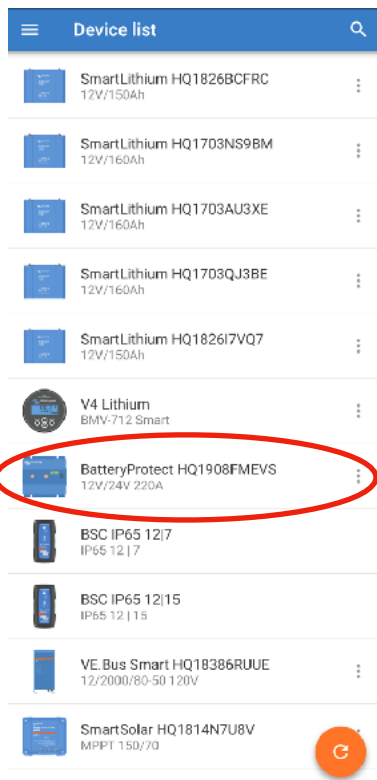 Device list
SmartLithium HQ1826BCFRC
12V/150Ah
SmartLithium HQ1703NS9BM
12V/160Ah
SmartLithium HQ1703AU3XE
12V/160Ah
SmartLithium HQ1703QJ3BE
12V/160Ah
SmartLithium HQ1826I7VQ7
12V/150Ah
V4 Lithium
BMV-712 Smart
BatteryProtect HQ1908FMEVS
12V/24V 220A
BSC IP65 12|7
IP65 12 | 7
BSC IP65 12|15
IP65 12 | 15
VE.Bus Smart HQ18386RUUE
12/2000/80-50 120V
SmartSolar HQ1814N7U8V
MPPT 150/70